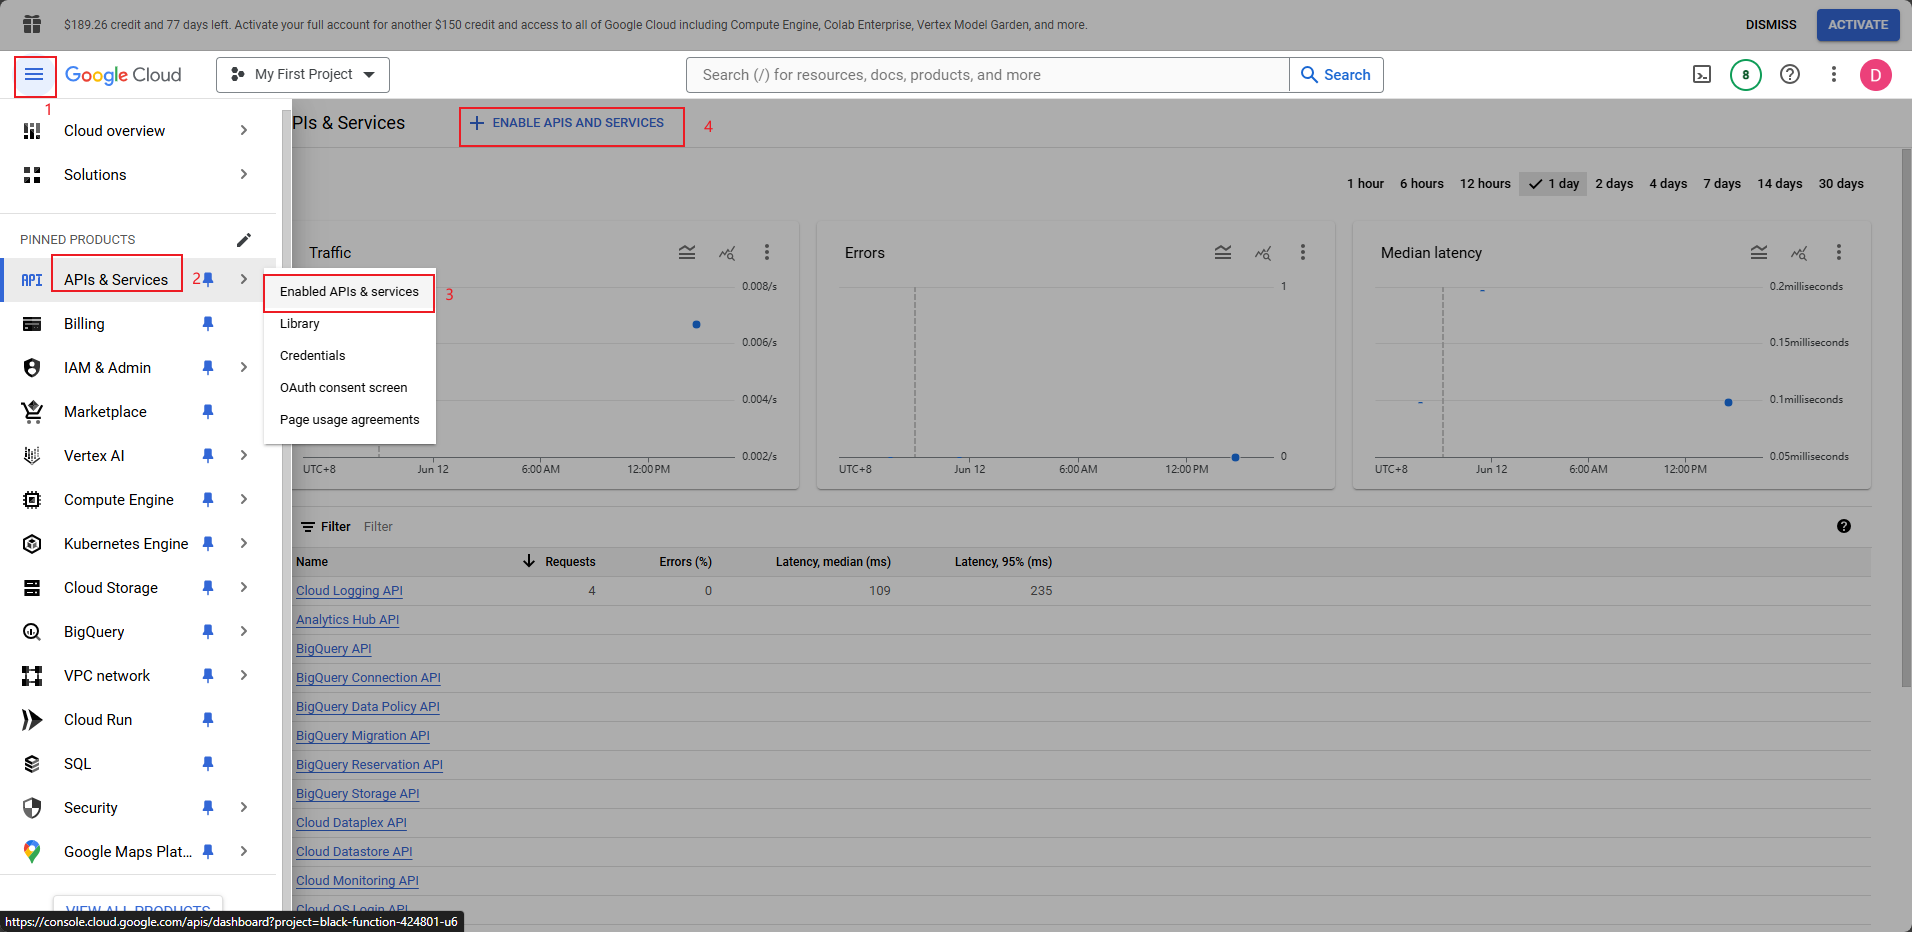 $189.26 credit and 77 days left. Activate your full account for another $150 credit and access to all of Google Cloud including Compute Engine, Colab Enterprise, Vertex Model Garden, and more.
DISMISS
ACTIVATE
Google Cloud
My First Project
Search (/) for resources, docs, products, and more
Search
8
D
1
Cloud overview
Solutions
PINNED PRODUCTS
API APIs & Services 2
Billing
IAM & Admin
Marketplace
Vertex AI
Compute Engine
Kubernetes Engine
Cloud Storage
BigQuery
VPC network
Cloud Run
SQL
Security
Google Maps Plat...
VIEW ALL PRODUCTS
Enabled APIs & services 3
Library
Credentials
OAuth consent screen
Page usage agreements
PIs & Services
ENABLE APIS AND SERVICES 4
1 hour 6 hours 12 hours 1 day 2 days 4 days 7 days 14 days 30 days
Traffic
0.008/s
0.006/s
0.004/s
0.002/s
UTC+8 Jun 12 6:00 AM 12:00 PM
Errors
1
0
UTC+8 Jun 12 6:00 AM 12:00 PM
Median latency
0.2milliseconds
0.15milliseconds
0.1milliseconds
0.05milliseconds
UTC+8 Jun 12 6:00 AM 12:00 PM
Filter Filter
Name Requests Errors (%) Latency, median (ms) Latency, 95% (ms)
Cloud Logging API 4 0 109 235
Analytics Hub API
BigQuery API
BigQuery Connection API
BigQuery Data Policy API
BigQuery Migration API
BigQuery Reservation API
BigQuery Storage API
Cloud Dataplex API
Cloud Datastore API
Cloud Monitoring API
Cloud OS Login API
https://console.cloud.google.com/apis/dashboard?project=black-function-424801-u6